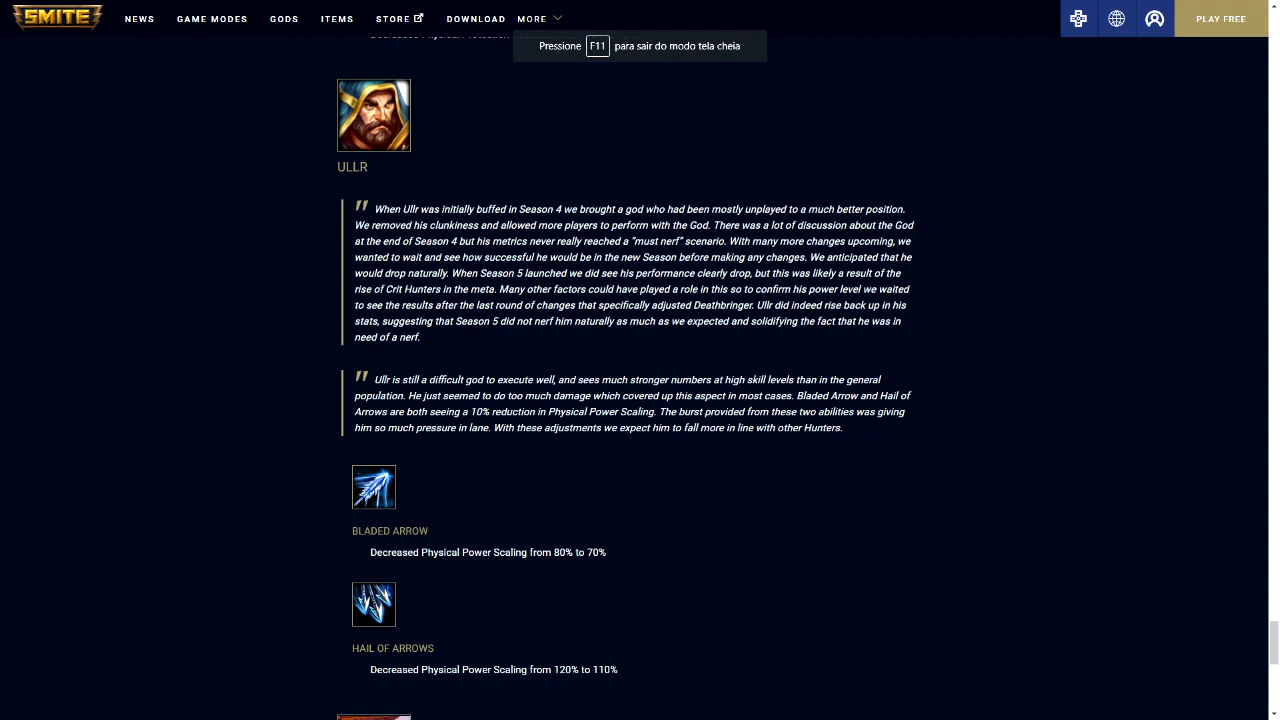 SMITE NEWS GAME MODES GODS ITEMS STORE DOWNLOAD MORE PLAY FREE
Pressione F11 para sair do modo tela cheia
ULLR
" When Ullr was initially buffed in Season 4 we brought a god who had been mostly unplayed to a much better position.
We removed his clunkiness and allowed more players to perform with the God. There was a lot of discussion about the God
at the end of Season 4 but his metrics never really reached a "must nerf" scenario. With many more changes upcoming, we
wanted to wait and see how successful he would be in the new Season before making any changes. We anticipated that he
would drop naturally. When Season 5 launched we did see his performance clearly drop, but this was likely a result of the
rise of Crit Hunters in the meta. Many other factors could have played a role in this so to confirm his power level we waited
to see the results after the last round of changes that specifically adjusted Deathbringer. Ullr did indeed rise back up in his
stats, suggesting that Season 5 did not nerf him naturally as much as we expected and solidifying the fact that he was in
need of a nerf.
" Ullr is still a difficult god to execute well, and sees much stronger numbers at high skill levels than in the general
population. He just seemed to do too much damage which covered up this aspect in most cases. Bladed Arrow and Hail of
Arrows are both seeing a 10% reduction in Physical Power Scaling. The burst provided from these two abilities was giving
him so much pressure in lane. With these adjustments we expect him to fall more in line with other Hunters.
BLADED ARROW
Decreased Physical Power Scaling from 80% to 70%
HAIL OF ARROWS
Decreased Physical Power Scaling from 120% to 110%